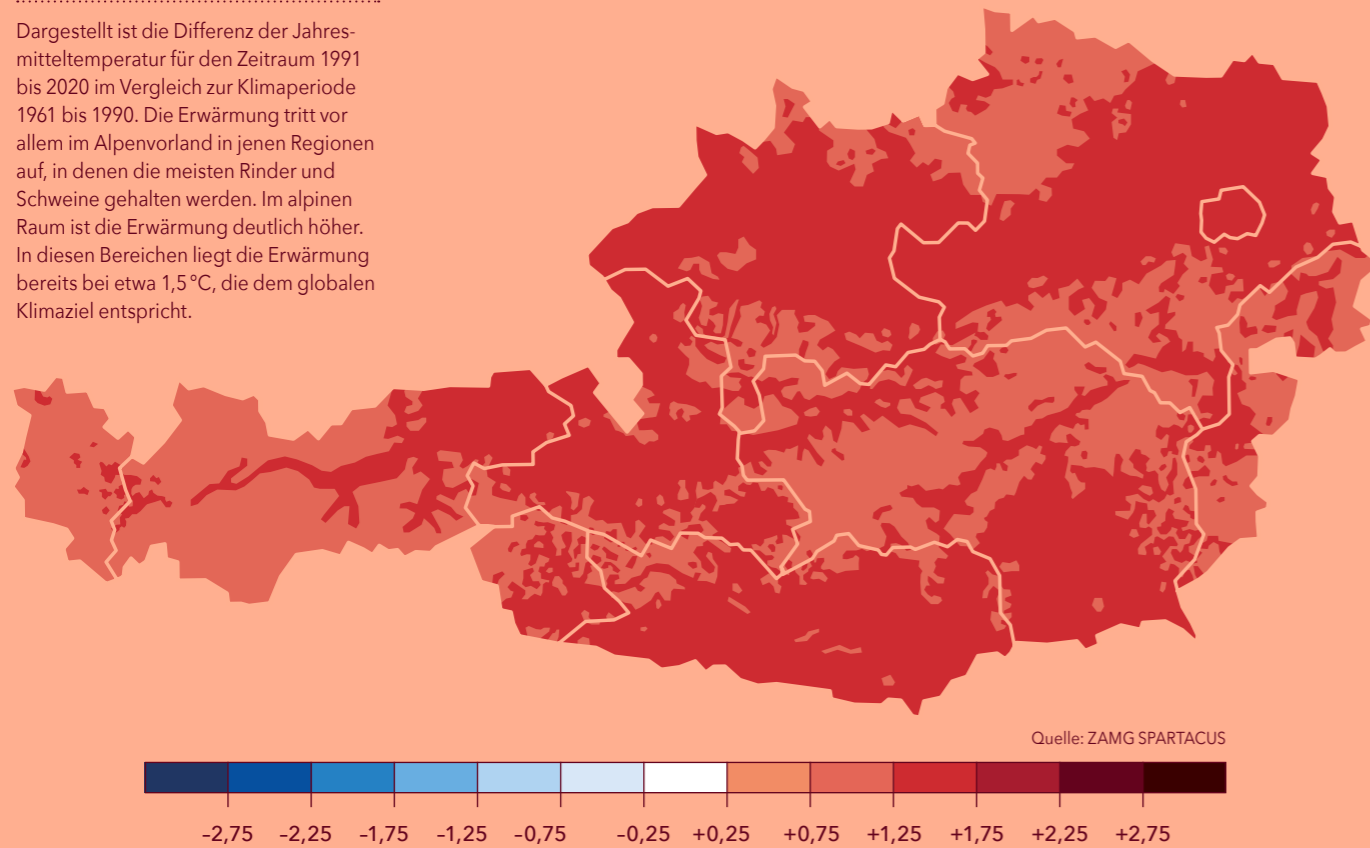 Dargestellt ist die Differenz der Jahres-
mitteltemperatur für den Zeitraum 1991
bis 2020 im Vergleich zur Klimaperiode
1961 bis 1990. Die Erwärmung tritt vor
allem im Alpenvorland in jenen Regionen
auf, in denen die meisten Rinder und
Schweine gehalten werden. Im alpinen
Raum ist die Erwärmung deutlich höher.
In diesen Bereichen liegt die Erwärmung
bereits bei etwa 1,5 °C, die dem globalen
Klimaziel entspricht.
Quelle: ZAMG SPARTACUS
-2,75 -2,25 -1,75 -1,25 -0,75 -0,25 +0,25 +0,75 +1,25 +1,75 +2,25 +2,75